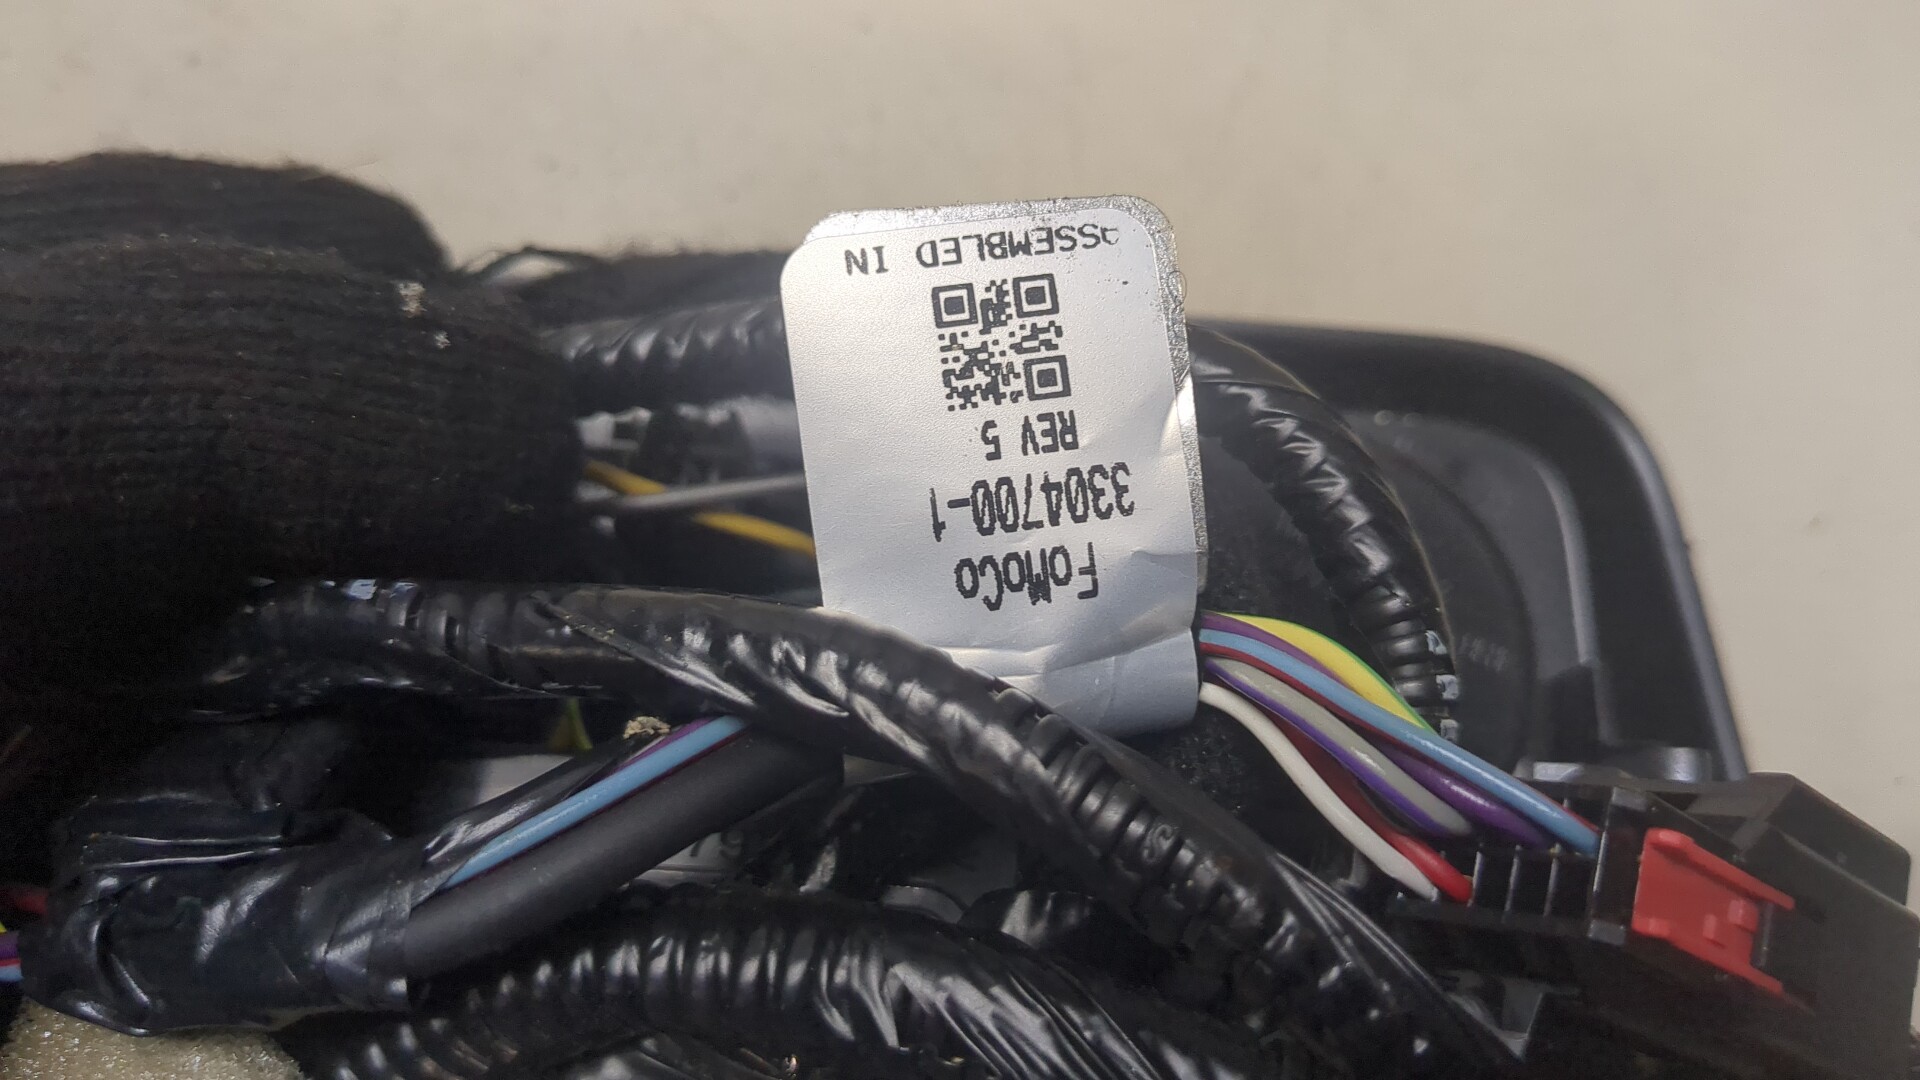 FoMoCo
3304700-1
REV 5
ASSEMBLED IN